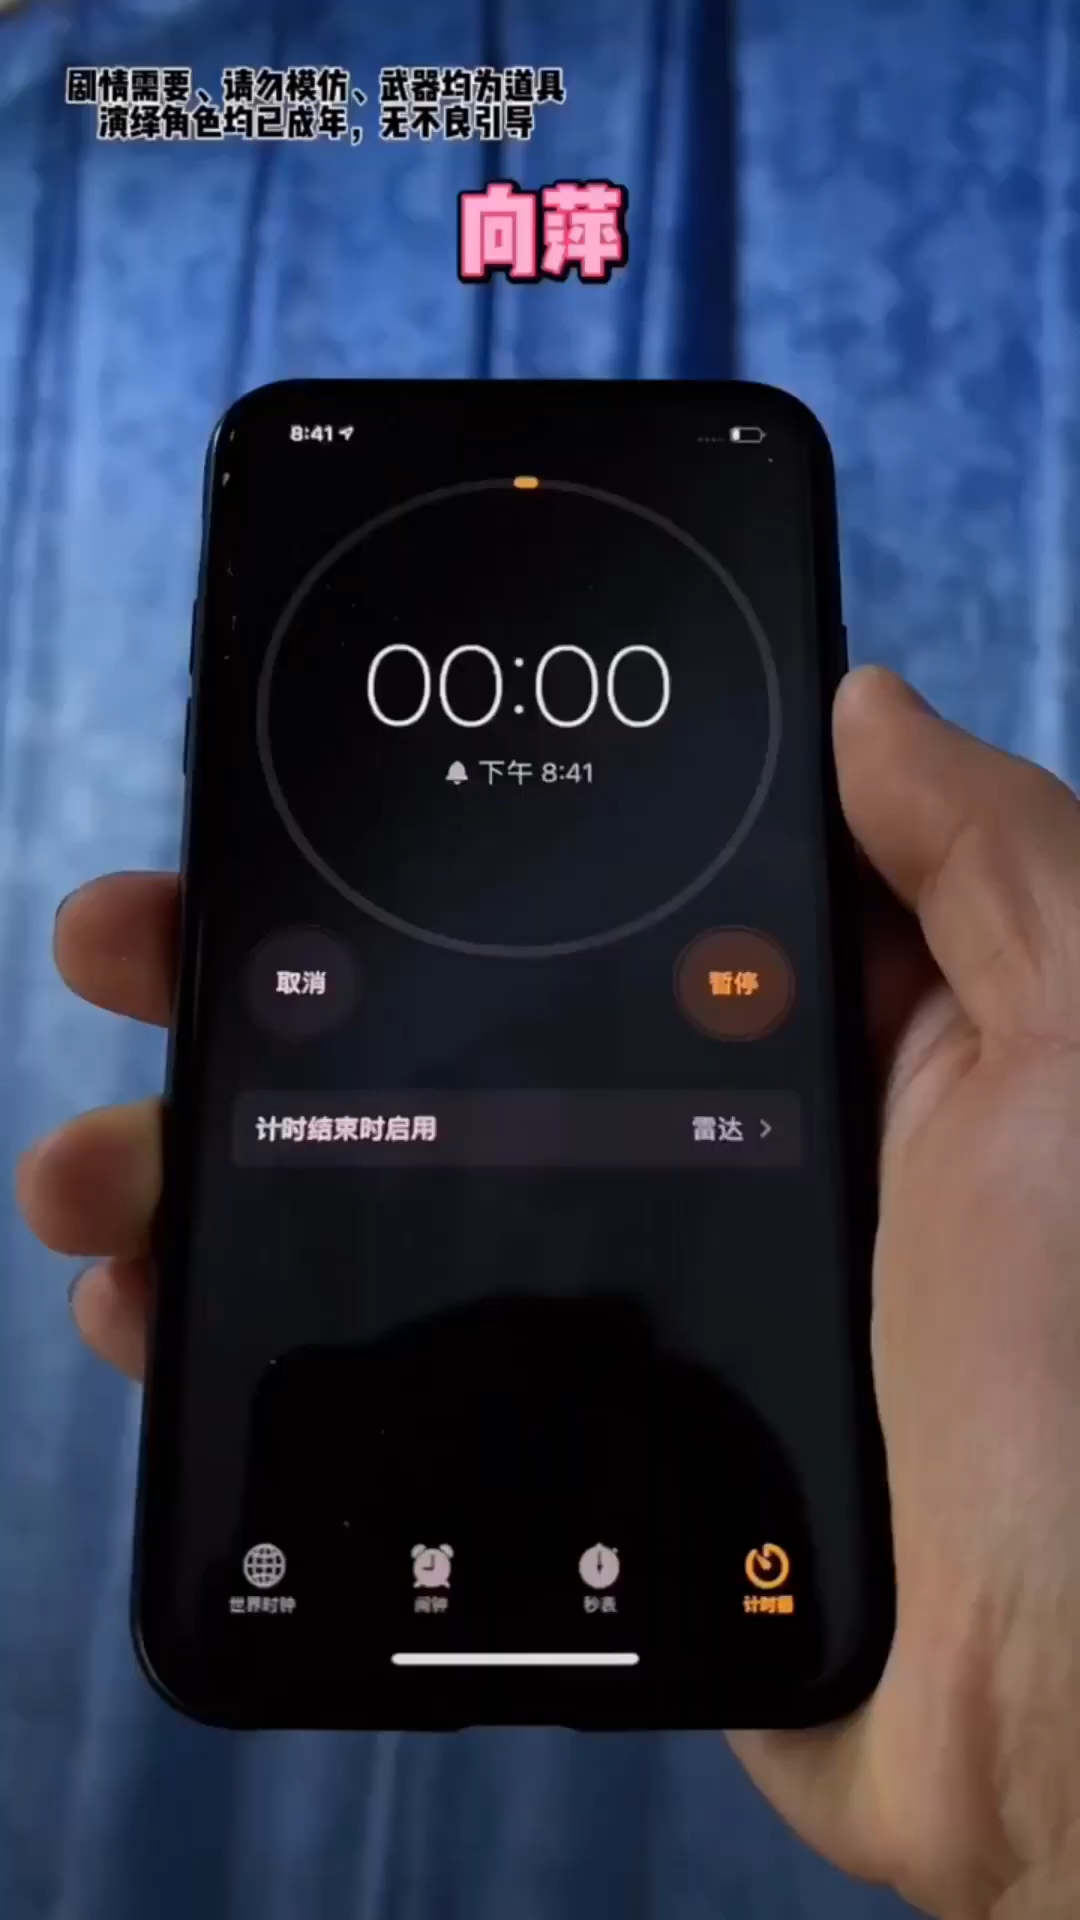 剧情需要、请勿模仿、武器均为道具
演绎角色均已成年，无不良引导
向萍
8:41
00:00
下午 8:41
取消
暂停
计时结束时启用
雷达
世界时钟
闹钟
秒表
计时器